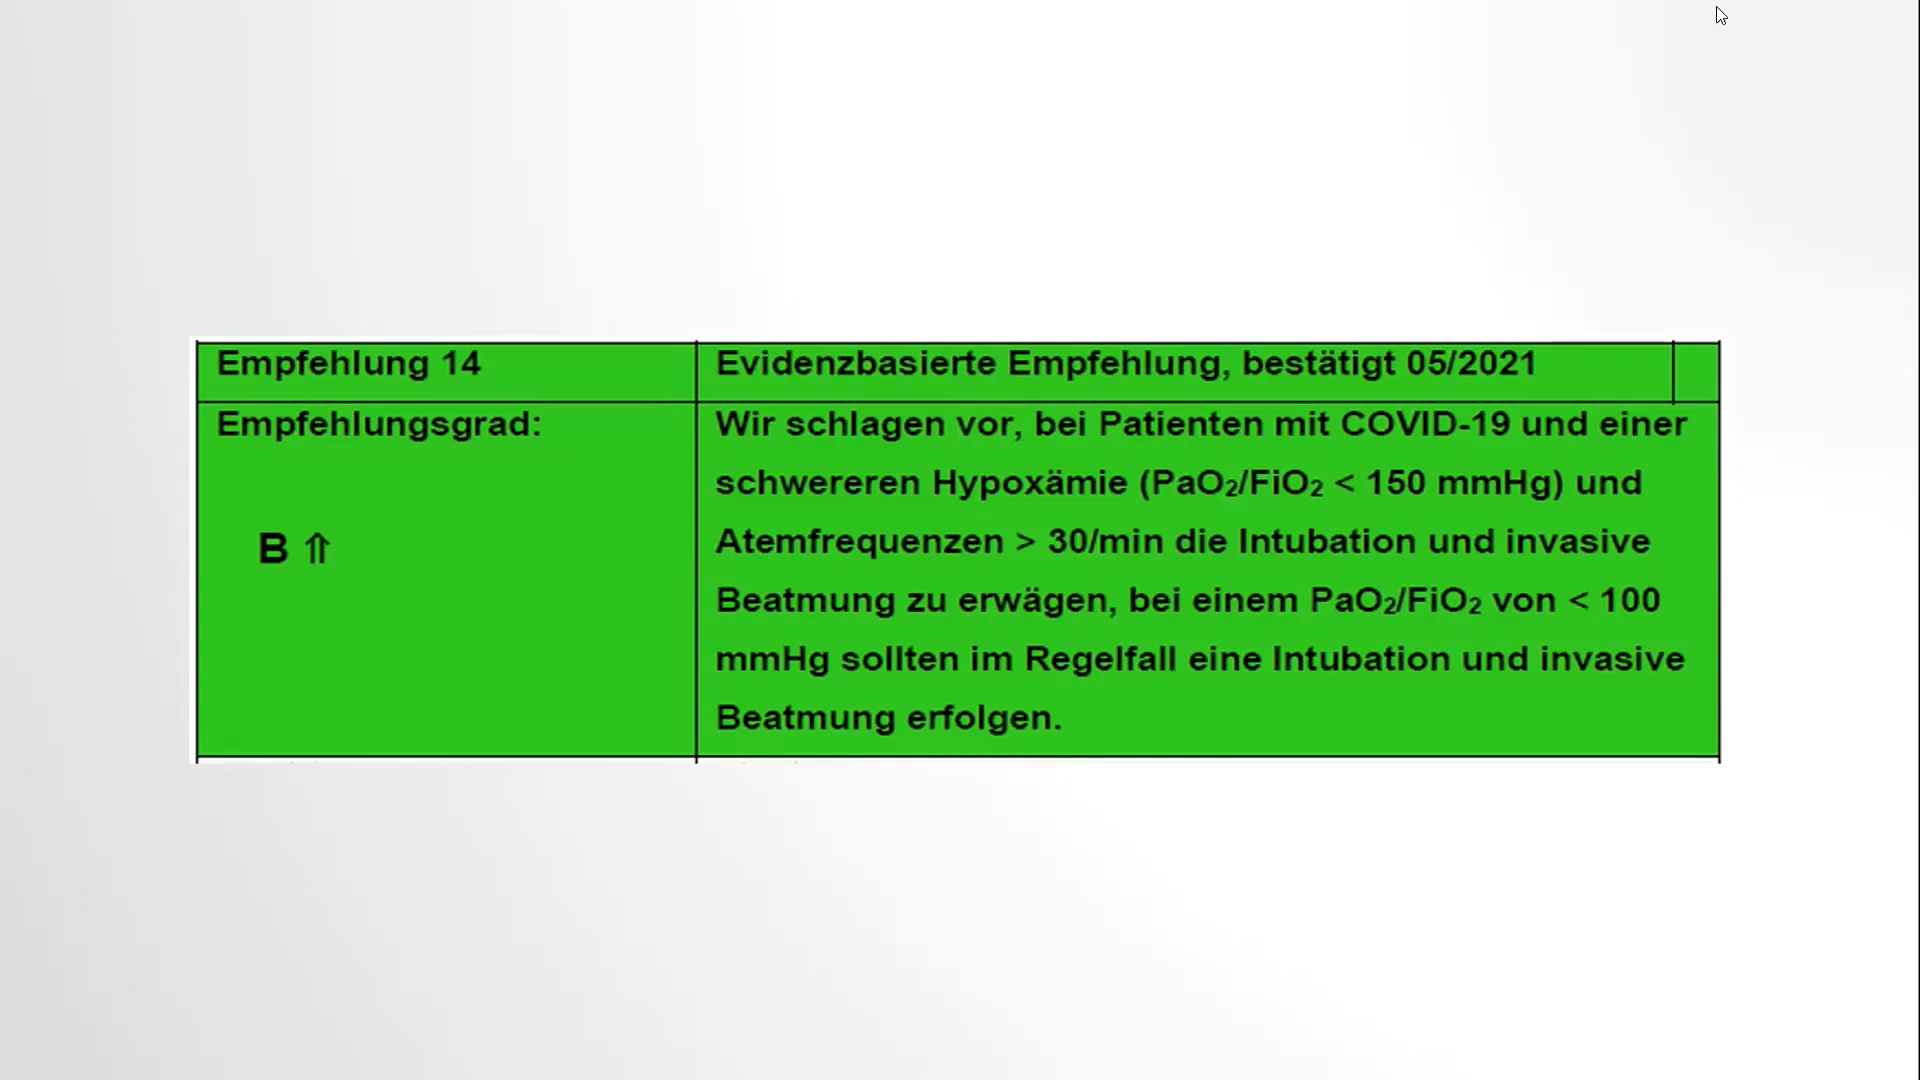 Empfehlung 14
Evidenzbasierte Empfehlung, bestätigt 05/2021
Empfehlungsgrad:
B ⇑
Wir schlagen vor, bei Patienten mit COVID-19 und einer
schwereren Hypoxämie (PaO₂/FiO₂ < 150 mmHg) und
Atemfrequenzen > 30/min die Intubation und invasive
Beatmung zu erwägen, bei einem PaO₂/FiO₂ von < 100
mmHg sollten im Regelfall eine Intubation und invasive
Beatmung erfolgen.